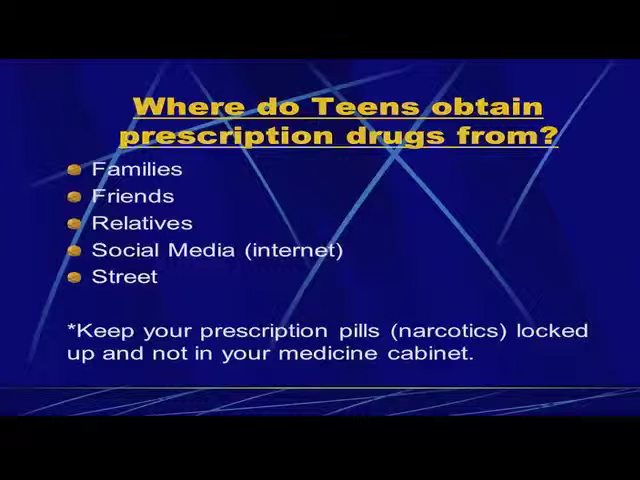 Where do Teens obtain
prescription drugs from?
Families
Friends
Relatives
Social Media (internet)
Street
*Keep your prescription pills (narcotics) locked
up and not in your medicine cabinet.